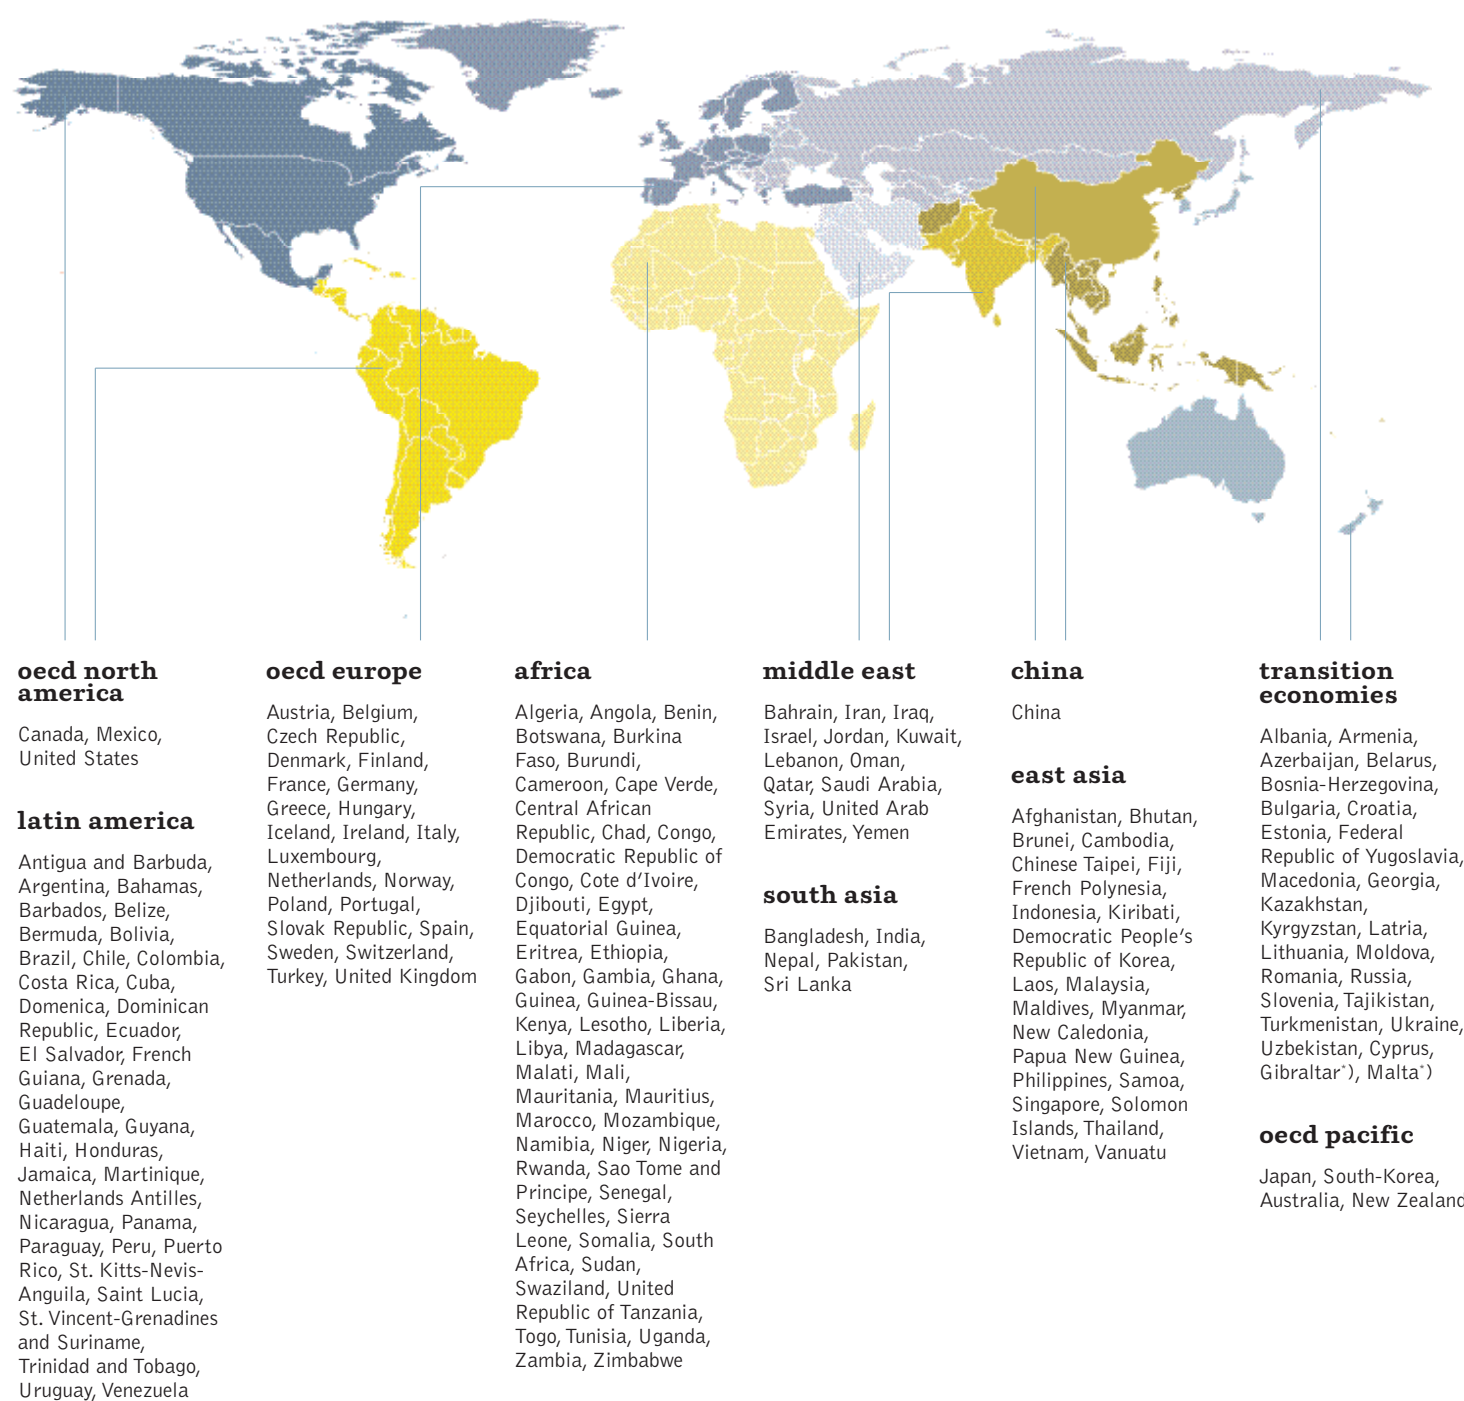 oecd north
america
Canada, Mexico,
United States
latin america
Antigua and Barbuda,
Argentina, Bahamas,
Barbados, Belize,
Bermuda, Bolivia,
Brazil, Chile, Colombia,
Costa Rica, Cuba,
Domenica, Dominican
Republic, Ecuador,
El Salvador, French
Guiana, Grenada,
Guadeloupe,
Guatemala, Guyana,
Haiti, Honduras,
Jamaica, Martinique,
Netherlands Antilles,
Nicaragua, Panama,
Paraguay, Peru, Puerto
Rico, St. Kitts-Nevis-
Anguila, Saint Lucia,
St. Vincent-Grenadines
and Suriname,
Trinidad and Tobago,
Uruguay, Venezuela
oecd europe
Austria, Belgium,
Czech Republic,
Denmark, Finland,
France, Germany,
Greece, Hungary,
Iceland, Ireland, Italy,
Luxembourg,
Netherlands, Norway,
Poland, Portugal,
Slovak Republic, Spain,
Sweden, Switzerland,
Turkey, United Kingdom
africa
Algeria, Angola, Benin,
Botswana, Burkina
Faso, Burundi,
Cameroon, Cape Verde,
Central African
Republic, Chad, Congo,
Democratic Republic of
Congo, Cote d’Ivoire,
Djibouti, Egypt,
Equatorial Guinea,
Eritrea, Ethiopia,
Gabon, Gambia, Ghana,
Guinea, Guinea-Bissau,
Kenya, Lesotho, Liberia,
Libya, Madagascar,
Malati, Mali,
Mauritania, Mauritius,
Marocco, Mozambique,
Namibia, Niger, Nigeria,
Rwanda, Sao Tome and
Principe, Senegal,
Seychelles, Sierra
Leone, Somalia, South
Africa, Sudan,
Swaziland, United
Republic of Tanzania,
Togo, Tunisia, Uganda,
Zambia, Zimbabwe
middle east
Bahrain, Iran, Iraq,
Israel, Jordan, Kuwait,
Lebanon, Oman,
Qatar, Saudi Arabia,
Syria, United Arab
Emirates, Yemen
south asia
Bangladesh, India,
Nepal, Pakistan,
Sri Lanka
china
China
east asia
Afghanistan, Bhutan,
Brunei, Cambodia,
Chinese Taipei, Fiji,
French Polynesia,
Indonesia, Kiribati,
Democratic People‘s
Republic of Korea,
Laos, Malaysia,
Maldives, Myanmar,
New Caledonia,
Papua New Guinea,
Philippines, Samoa,
Singapore, Solomon
Islands, Thailand,
Vietnam, Vanuatu
transition
economies
Albania, Armenia,
Azerbaijan, Belarus,
Bosnia-Herzegovina,
Bulgaria, Croatia,
Estonia, Federal
Republic of Yugoslavia,
Macedonia, Georgia,
Kazakhstan,
Kyrgyzstan, Latria,
Lithuania, Moldova,
Romania, Russia,
Slovenia, Tajikistan,
Turkmenistan, Ukraine,
Uzbekistan, Cyprus,
Gibraltar*), Malta*)
oecd pacific
Japan, South-Korea,
Australia, New Zealand